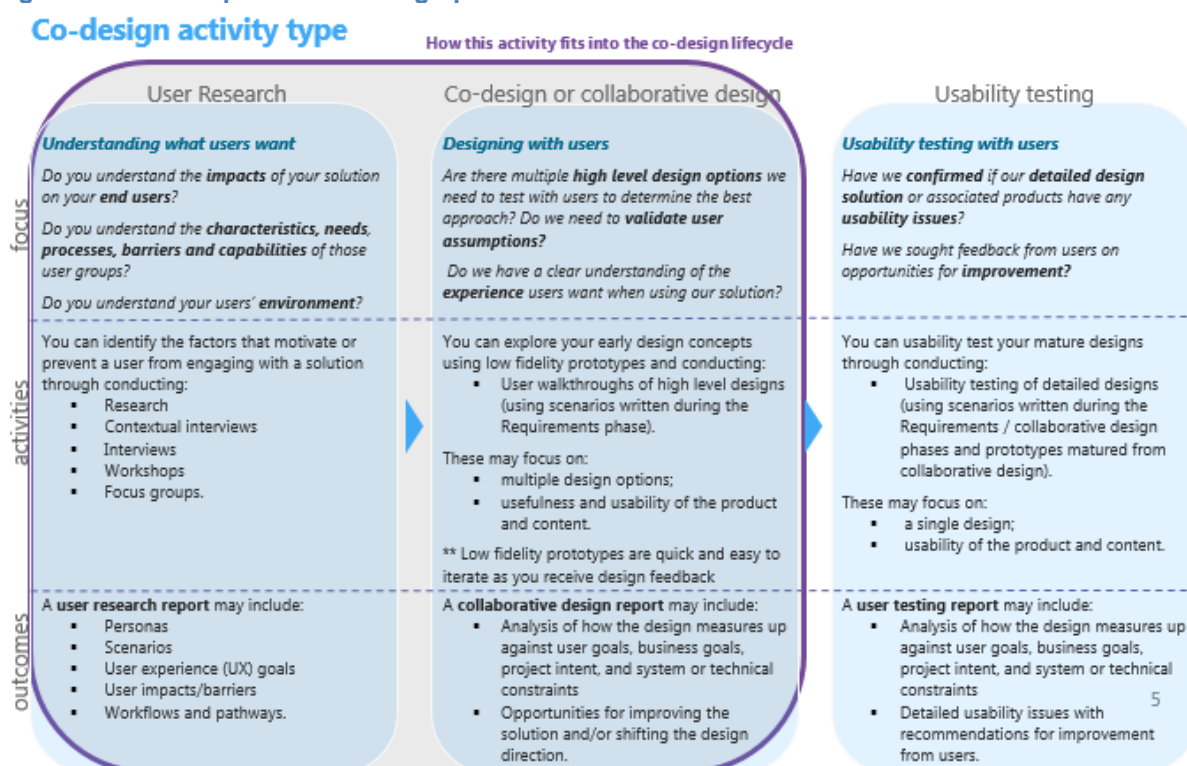 Co-design activity type
How this activity fits into the co-design lifecycle
User Research
Co-design or collaborative design
Usability testing
focus
Understanding what users want
Do you understand the impacts of your solution
on your end users?
Do you understand the characteristics, needs,
processes, barriers and capabilities of those
user groups?
Do you understand your users' environment?
Designing with users
Are there multiple high level design options we
need to test with users to determine the best
approach? Do we need to validate user
assumptions?
Do we have a clear understanding of the
experience users want when using our solution?
Usability testing with users
Have we confirmed if our detailed design
solution or associated products have any
usability issues?
Have we sought feedback from users on
opportunities for improvement?
activities
You can identify the factors that motivate or
prevent a user from engaging with a solution
through conducting:
▪ Research
▪ Contextual interviews
▪ Interviews
▪ Workshops
▪ Focus groups.
You can explore your early design concepts
using low fidelity prototypes and conducting:
▪ User walkthroughs of high level designs
(using scenarios written during the
Requirements phase).
These may focus on:
▪ multiple design options;
▪ usefulness and usability of the product
and content.
** Low fidelity prototypes are quick and easy to
iterate as you receive design feedback
You can usability test your mature designs
through conducting:
▪ Usability testing of detailed designs
(using scenarios written during the
Requirements / collaborative design
phases and prototypes matured from
collaborative design).
These may focus on:
▪ a single design;
▪ usability of the product and content.
outcomes
A user research report may include:
▪ Personas
▪ Scenarios
▪ User experience (UX) goals
▪ User impacts/barriers
▪ Workflows and pathways.
A collaborative design report may include:
▪ Analysis of how the design measures up
against user goals, business goals,
project intent, and system or technical
constraints
▪ Opportunities for improving the
solution and/or shifting the design
direction.
A user testing report may include:
▪ Analysis of how the design measures up
against user goals, business goals,
project intent, and system or technical
constraints
▪ Detailed usability issues with
recommendations for improvement
from users.
5